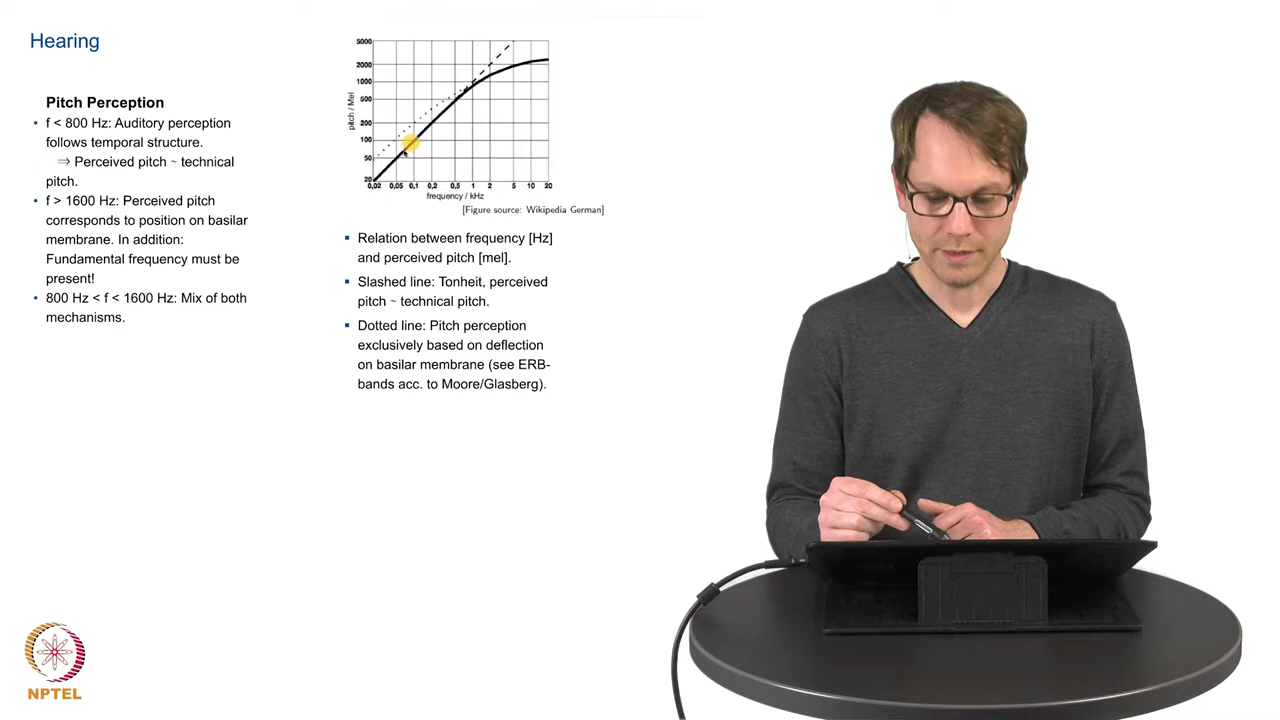 Hearing
Pitch Perception
• f < 800 Hz: Auditory perception
follows temporal structure.
⇒ Perceived pitch ~ technical
pitch.
• f > 1600 Hz: Perceived pitch
corresponds to position on basilar
membrane. In addition:
Fundamental frequency must be
present!
• 800 Hz < f < 1600 Hz: Mix of both
mechanisms.
pitch / Mel
5000
2000
1000
500
200
100
50
20
0,02 0,05 0,1 0,2 0,5 1 2 5 10 20
frequency / kHz
[Figure source: Wikipedia German]
▪ Relation between frequency [Hz]
and perceived pitch [mel].
▪ Slashed line: Tonheit, perceived
pitch ~ technical pitch.
▪ Dotted line: Pitch perception
exclusively based on deflection
on basilar membrane (see ERB-
bands acc. to Moore/Glasberg).
NPTEL